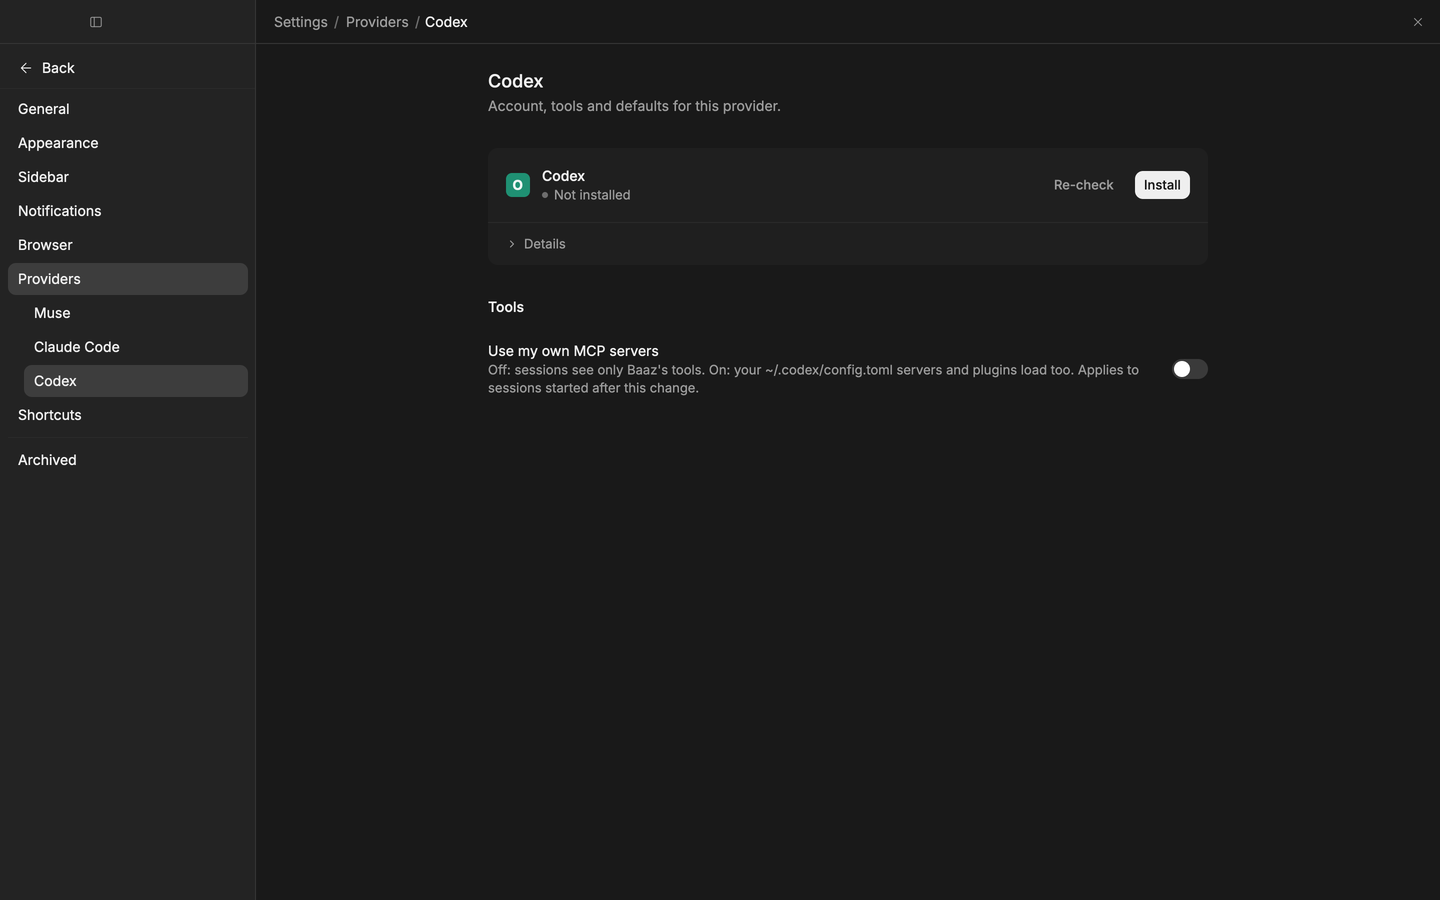 Settings / Providers / Codex
Back
General
Appearance
Sidebar
Notifications
Browser
Providers
Muse
Claude Code
Codex
Shortcuts
Archived
Codex
Account, tools and defaults for this provider.
O
Codex
Not installed
Re-check
Install
Details
Tools
Use my own MCP servers
Off: sessions see only Baaz's tools. On: your ~/.codex/config.toml servers and plugins load too. Applies to
sessions started after this change.